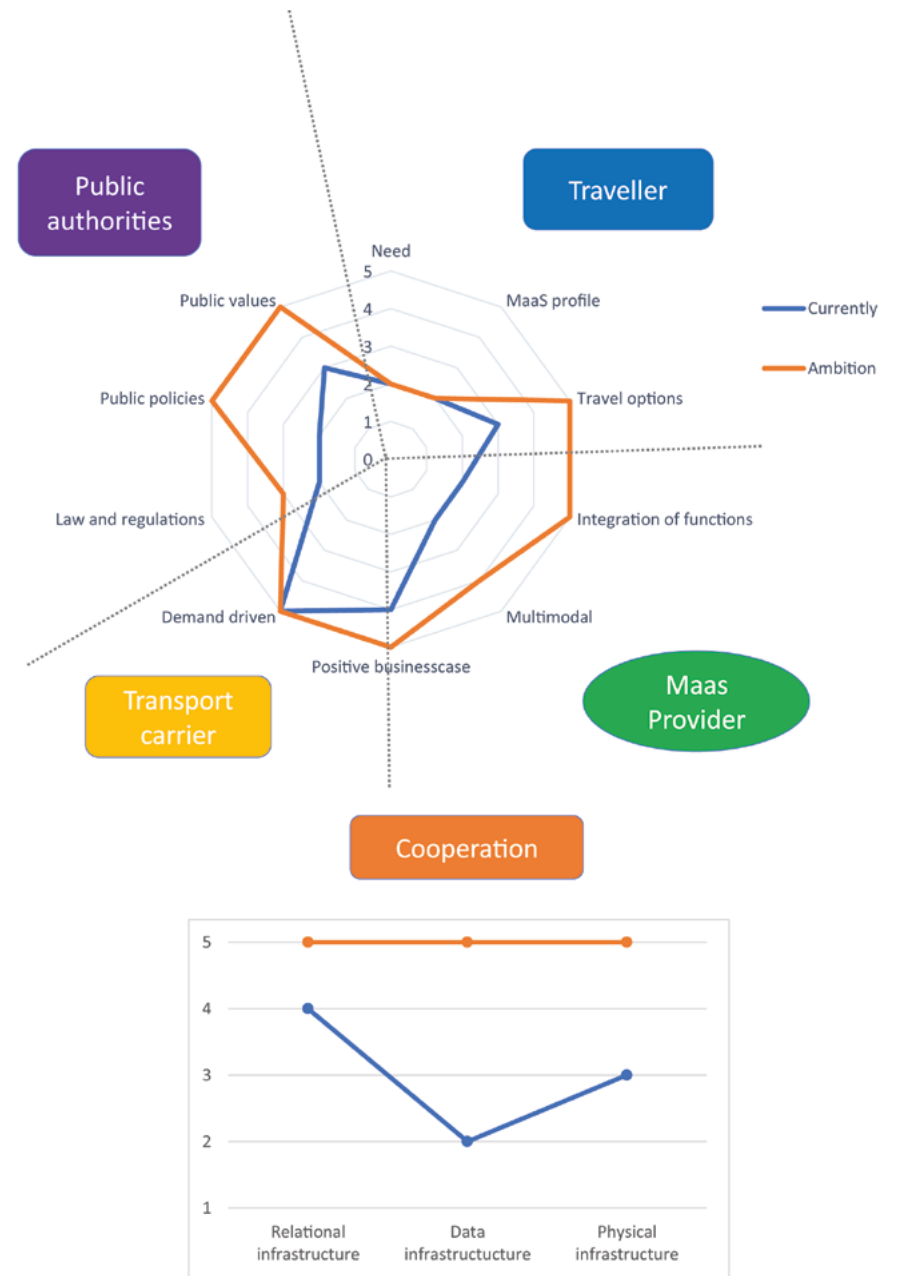 Public
authorities
Traveller
Need
5
4
3
2
1
0
Public values
MaaS profile
Currently
Ambition
Public policies
Travel options
Law and regulations
Integration of functions
Demand driven
Multimodal
Positive businesscase
Transport
carrier
Maas
Provider
Cooperation
5
4
3
2
1
Relational
infrastructure
Data
infrastructucture
Physical
infrastructure